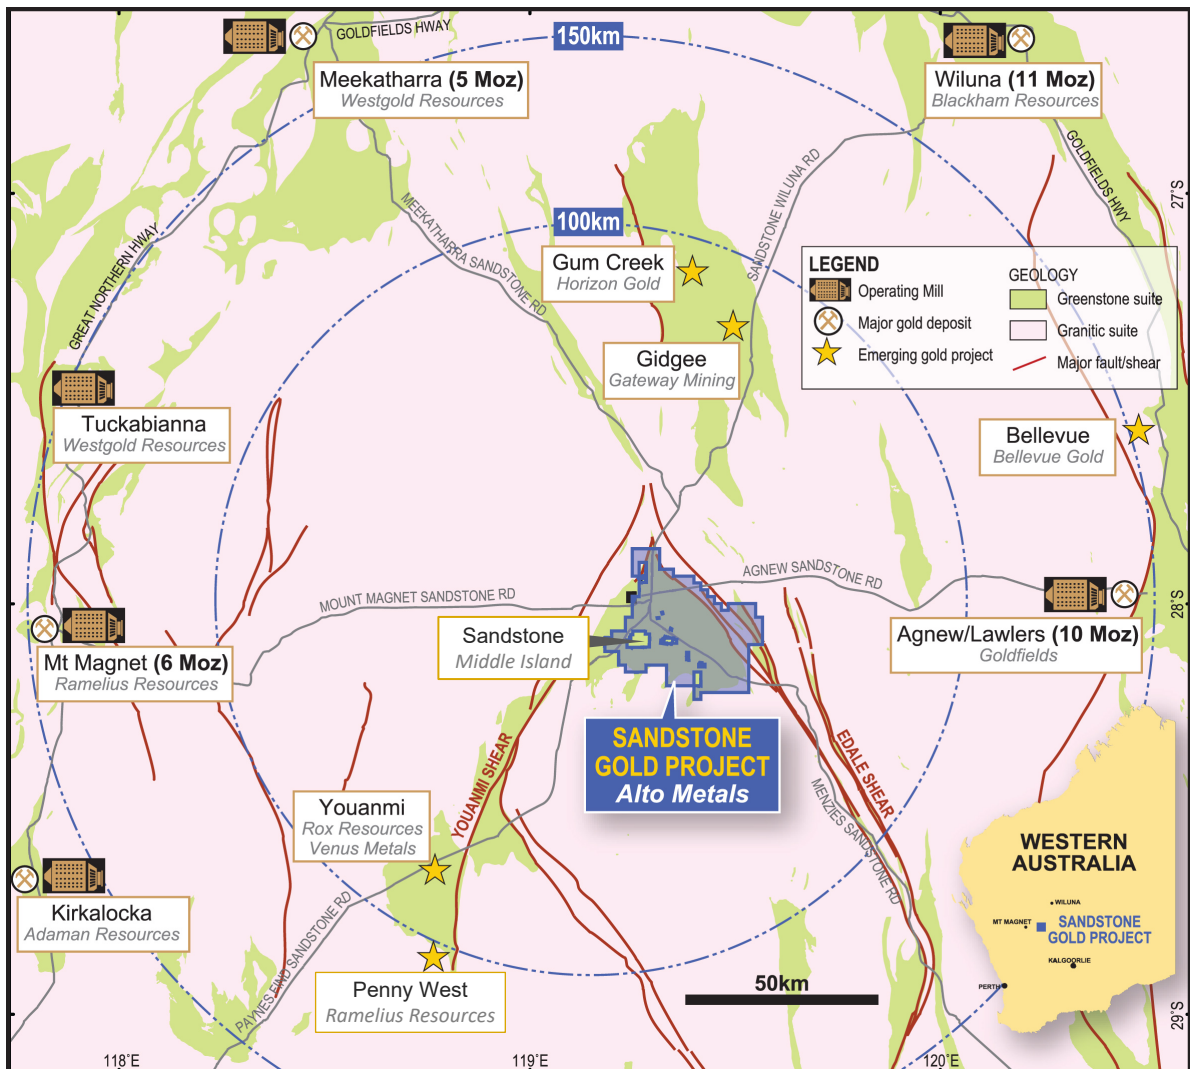 GOLDFIELDS HWY
150km
Meekatharra (5 Moz)
Westgold Resources
Wiluna (11 Moz)
Blackham Resources
GOLDFIELDS HWY
27°S
SANDSTONE WILUNA RD
MEEKATHARRA SANDSTONE RD
GREAT NORTHERN HWAY
100km
Gum Creek
Horizon Gold
Gidgee
Gateway Mining
LEGEND
Operating Mill
Major gold deposit
Emerging gold project
GEOLOGY
Greenstone suite
Granitic suite
Major fault/shear
Tuckabianna
Westgold Resources
Bellevue
Bellevue Gold
AGNEW SANDSTONE RD
MOUNT MAGNET SANDSTONE RD
28°S
Sandstone
Middle Island
Agnew/Lawlers (10 Moz)
Goldfields
Mt Magnet (6 Moz)
Ramelius Resources
SANDSTONE
GOLD PROJECT
Alto Metals
YOUANMI SHEAR
EDALE SHEAR
MENZIES SANDSTONE RD
Youanmi
Rox Resources
Venus Metals
WESTERN
AUSTRALIA
WILUNA
MT MAGNET
SANDSTONE
GOLD PROJECT
KALGOORLIE
PERTH
Kirkalocka
Adaman Resources
PAYNES FIND SANDSTONE RD
Penny West
Ramelius Resources
50km
29°S
118°E
119°E
120°E